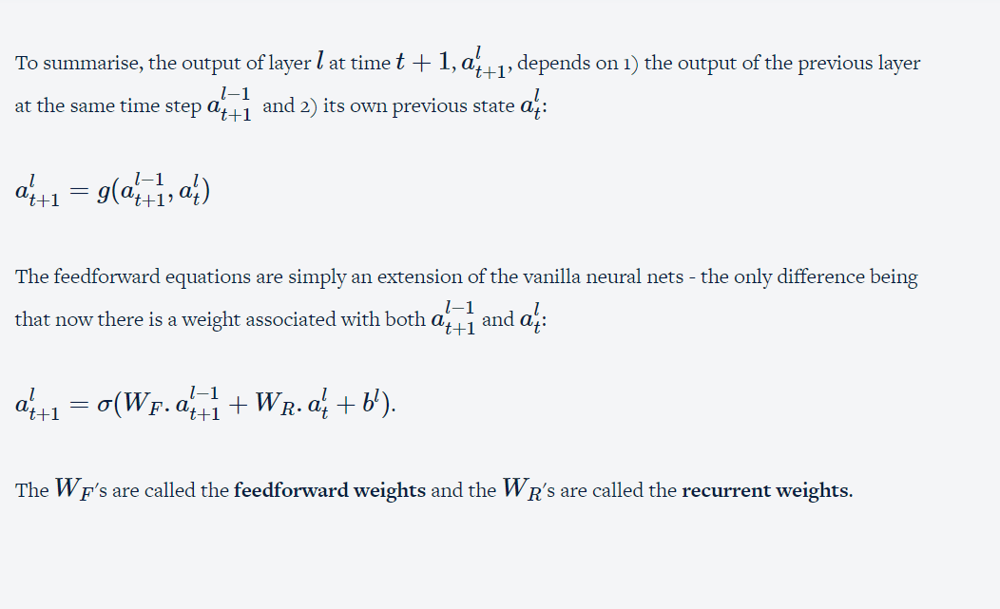 To summarise, the output of layer l at time t + 1, a^l_{t+1}, depends on 1) the output of the previous layer
at the same time step a^{l−1}_{t+1} and 2) its own previous state a^l_t:
a^l_{t+1} = g(a^{l−1}_{t+1}, a^l_t)
The feedforward equations are simply an extension of the vanilla neural nets - the only difference being
that now there is a weight associated with both a^{l−1}_{t+1} and a^l_t:
a^l_{t+1} = σ(W_F. a^{l−1}_{t+1} + W_R. a^l_t + b^l).
The W_F's are called the feedforward weights and the W_R's are called the recurrent weights.